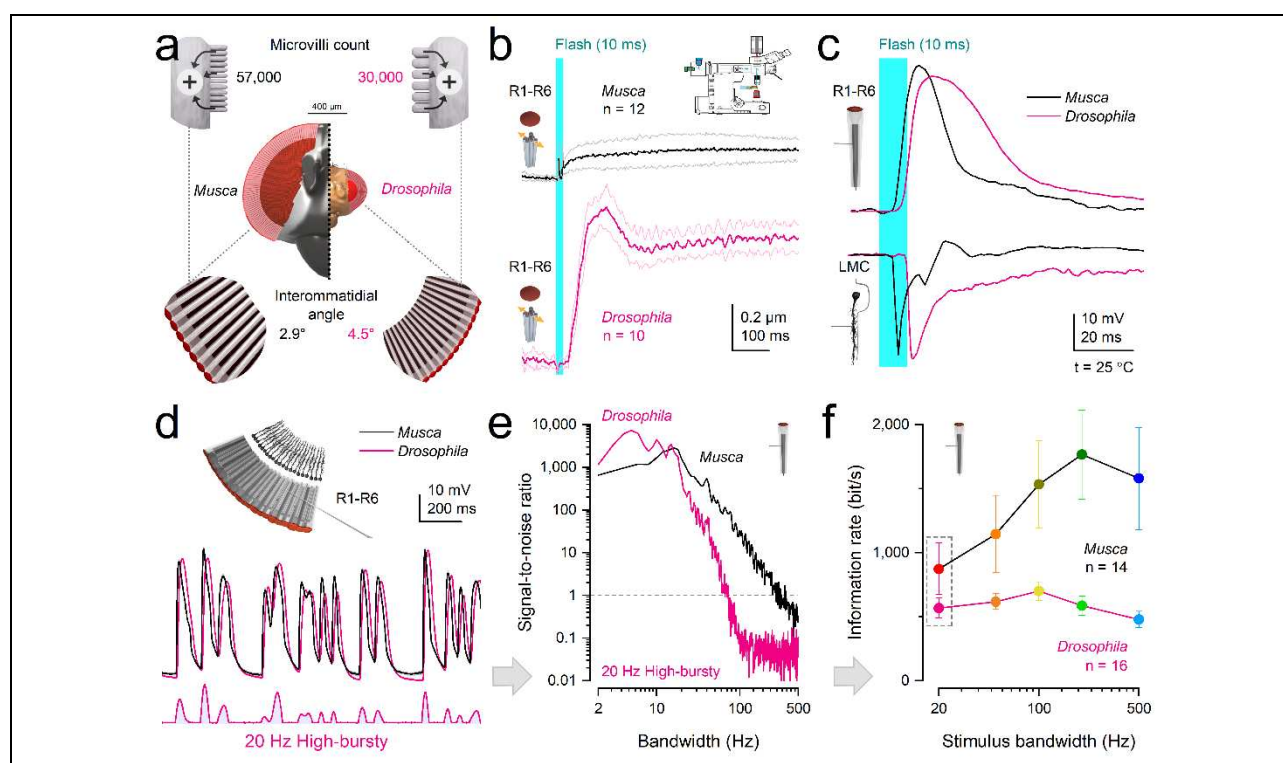 a
Microvilli count
57,000
30,000
+
+
400 µm
Musca
Drosophila
Interommatidial
angle
2.9°
4.5°
b
Flash (10 ms)
R1-R6
Musca
n = 12
R1-R6
Drosophila
n = 10
0.2 µm
100 ms
c
Flash (10 ms)
R1-R6
Musca
Drosophila
LMC
10 mV
20 ms
t = 25 °C
d
Musca
Drosophila
R1-R6
10 mV
200 ms
20 Hz High-bursty
e
Drosophila
Musca
Signal-to-noise ratio
10,000
1,000
100
10
1
0.1
0.01
20 Hz High-bursty
2
10
100
500
Bandwidth (Hz)
f
Information rate (bit/s)
2,000
1,000
0
Musca
n = 14
Drosophila
n = 16
20
100
500
Stimulus bandwidth (Hz)